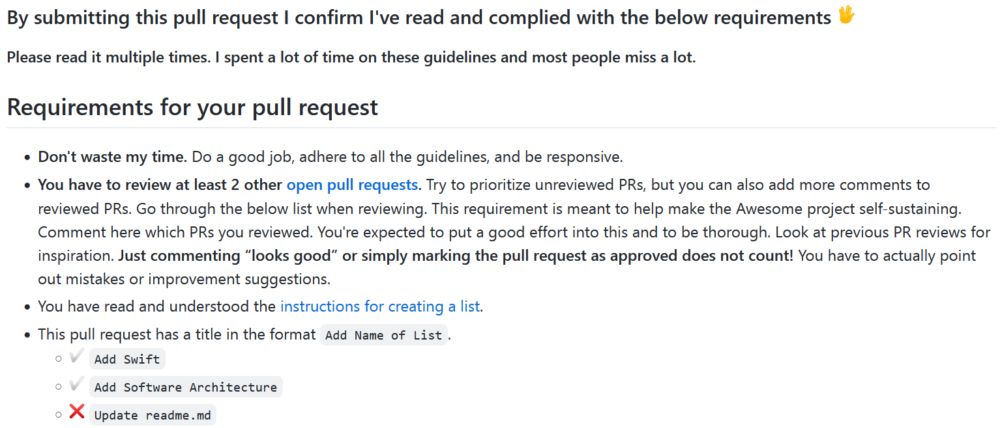 By submitting this pull request I confirm I've read and complied with the below requirements 🖖
Please read it multiple times. I spent a lot of time on these guidelines and most people miss a lot.
Requirements for your pull request
• Don't waste my time. Do a good job, adhere to all the guidelines, and be responsive.
• You have to review at least 2 other open pull requests. Try to prioritize unreviewed PRs, but you can also add more comments to
reviewed PRs. Go through the below list when reviewing. This requirement is meant to help make the Awesome project self-sustaining.
Comment here which PRs you reviewed. You're expected to put a good effort into this and to be thorough. Look at previous PR reviews for
inspiration. Just commenting “looks good” or simply marking the pull request as approved does not count! You have to actually point
out mistakes or improvement suggestions.
• You have read and understood the instructions for creating a list.
• This pull request has a title in the format Add Name of List.
○ ✔ Add Swift
○ ✔ Add Software Architecture
○ ❌ Update readme.md